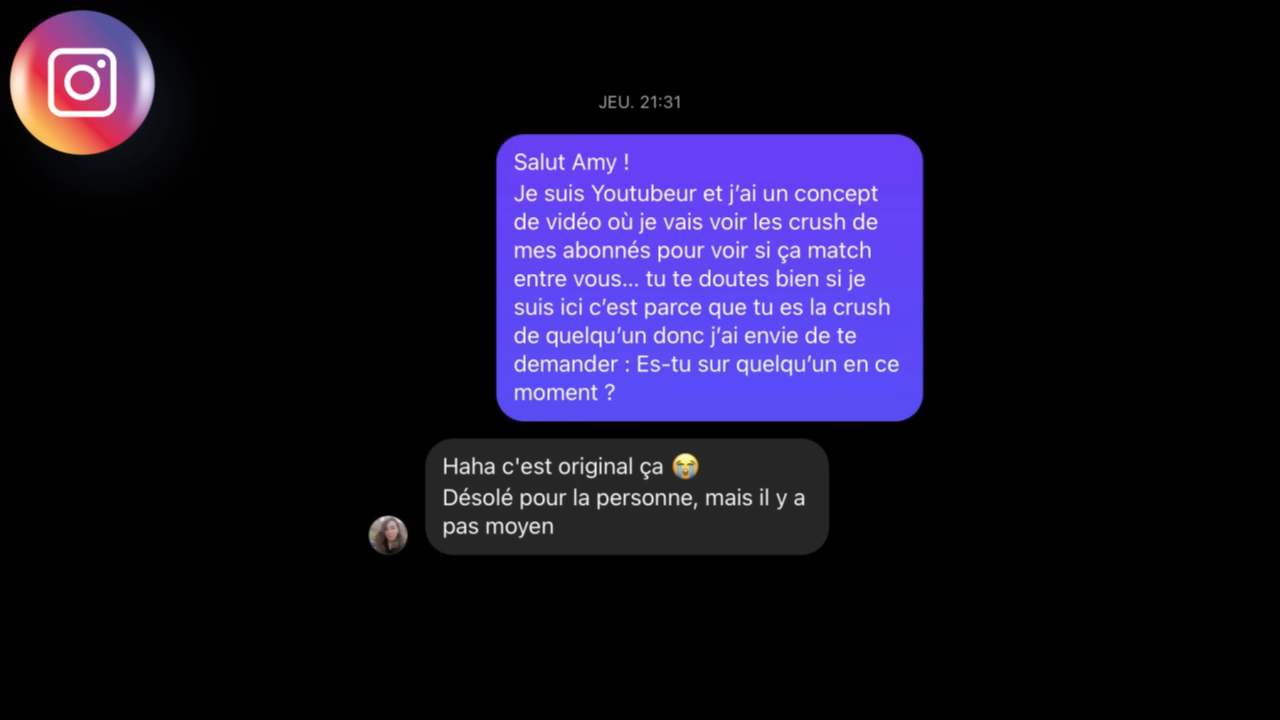 JEU. 21:31
Salut Amy !
Je suis Youtubeur et j’ai un concept
de vidéo où je vais voir les crush de
mes abonnés pour voir si ça match
entre vous... tu te doutes bien si je
suis ici c’est parce que tu es la crush
de quelqu’un donc j’ai envie de te
demander : Es-tu sur quelqu’un en ce
moment ?
Haha c'est original ça 😭
Désolé pour la personne, mais il y a
pas moyen